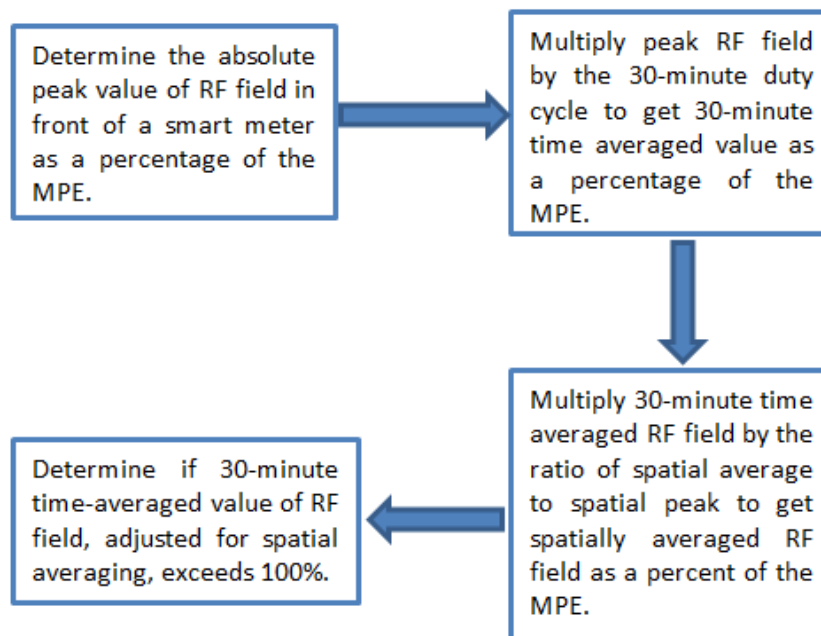 Determine the absolute
peak value of RF field in
front of a smart meter
as a percentage of the
MPE.
Multiply peak RF field
by the 30-minute duty
cycle to get 30-minute
time averaged value as
a percentage of the
MPE.
Multiply 30-minute time
averaged RF field by the
ratio of spatial average
to spatial peak to get
spatially averaged RF
field as a percent of the
MPE.
Determine if 30-minute
time-averaged value of RF
field, adjusted for spatial
averaging, exceeds 100%.